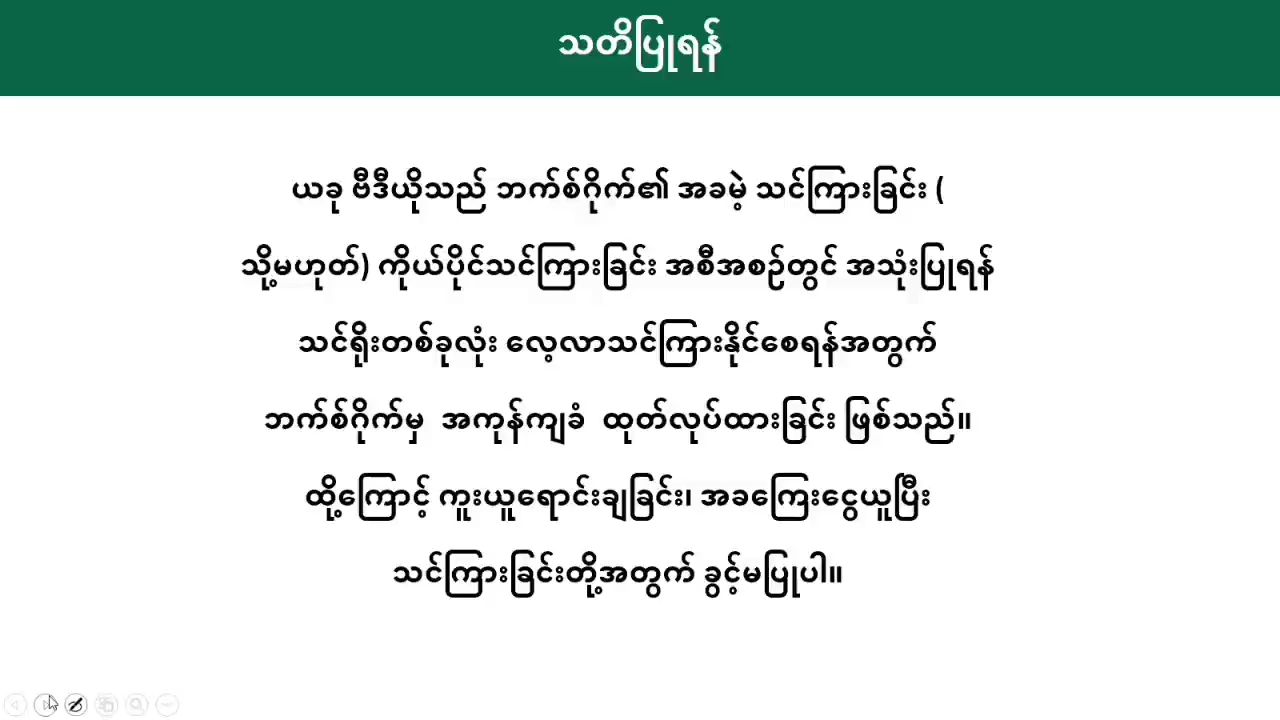 သတိပြုရန်
ယခု ဗီဒီယိုသည် ဘက်စ်ဂိုက်၏ အခမဲ့ သင်ကြားခြင်း (
သို့မဟုတ်) ကိုယ်ပိုင်သင်ကြားခြင်း အစီအစဉ်တွင် အသုံးပြုရန်
သင်ရိုးတစ်ခုလုံး လေ့လာသင်ကြားနိုင်စေရန်အတွက်
ဘက်စ်ဂိုက်မှ အကုန်ကျခံ ထုတ်လုပ်ထားခြင်း ဖြစ်သည်။
ထို့ကြောင့် ကူးယူရောင်းချခြင်း၊ အခကြေးငွေယူပြီး
သင်ကြားခြင်းတို့အတွက် ခွင့်မပြုပါ။